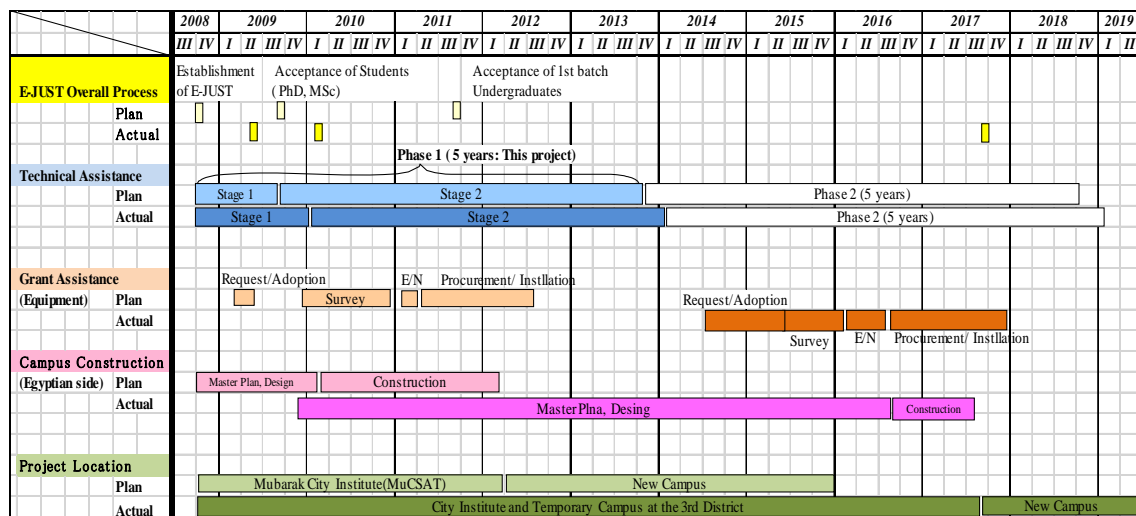 2008 2009 2010 2011 2012 2013 2014 2015 2016 2017 2018 2019
III IV I II III IV I II III IV I II III IV I II III IV I II III IV I II III IV I II III IV I II III IV I II III IV I II III IV I II
Establishment of E-JUST
Acceptance of Students ( PhD, MSc)
Acceptance of 1st batch Undergraduates
E-JUST Overall Process
Plan
Actual
Phase 1 ( 5 years: This project)
Technical Assistance
Plan Stage 1 Stage 2 Phase 2 (5 years)
Actual Stage 1 Stage 2 Phase 2 (5 years)
Grant Assistance Request/Adoption E/N Procurement/ Instllation
(Equipment) Plan Survey Request/Adoption
Actual
Survey E/N Procurement/ Instllation
Campus Construction
(Egyptian side) Plan Master Plan, Design Construction
Actual Master Plna, Desing Construction
Project Location
Plan Mubarak City Institute(MuCSAT) New Campus
Actual City Institute and Temporary Campus at the 3rd District New Campus